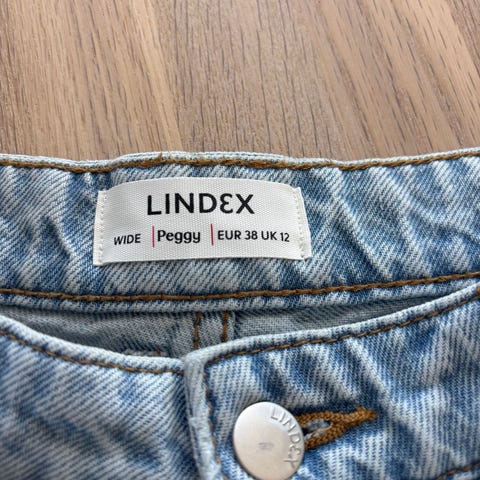 LINDEX
WIDE | Peggy | EUR 38 UK 12
LINDEX